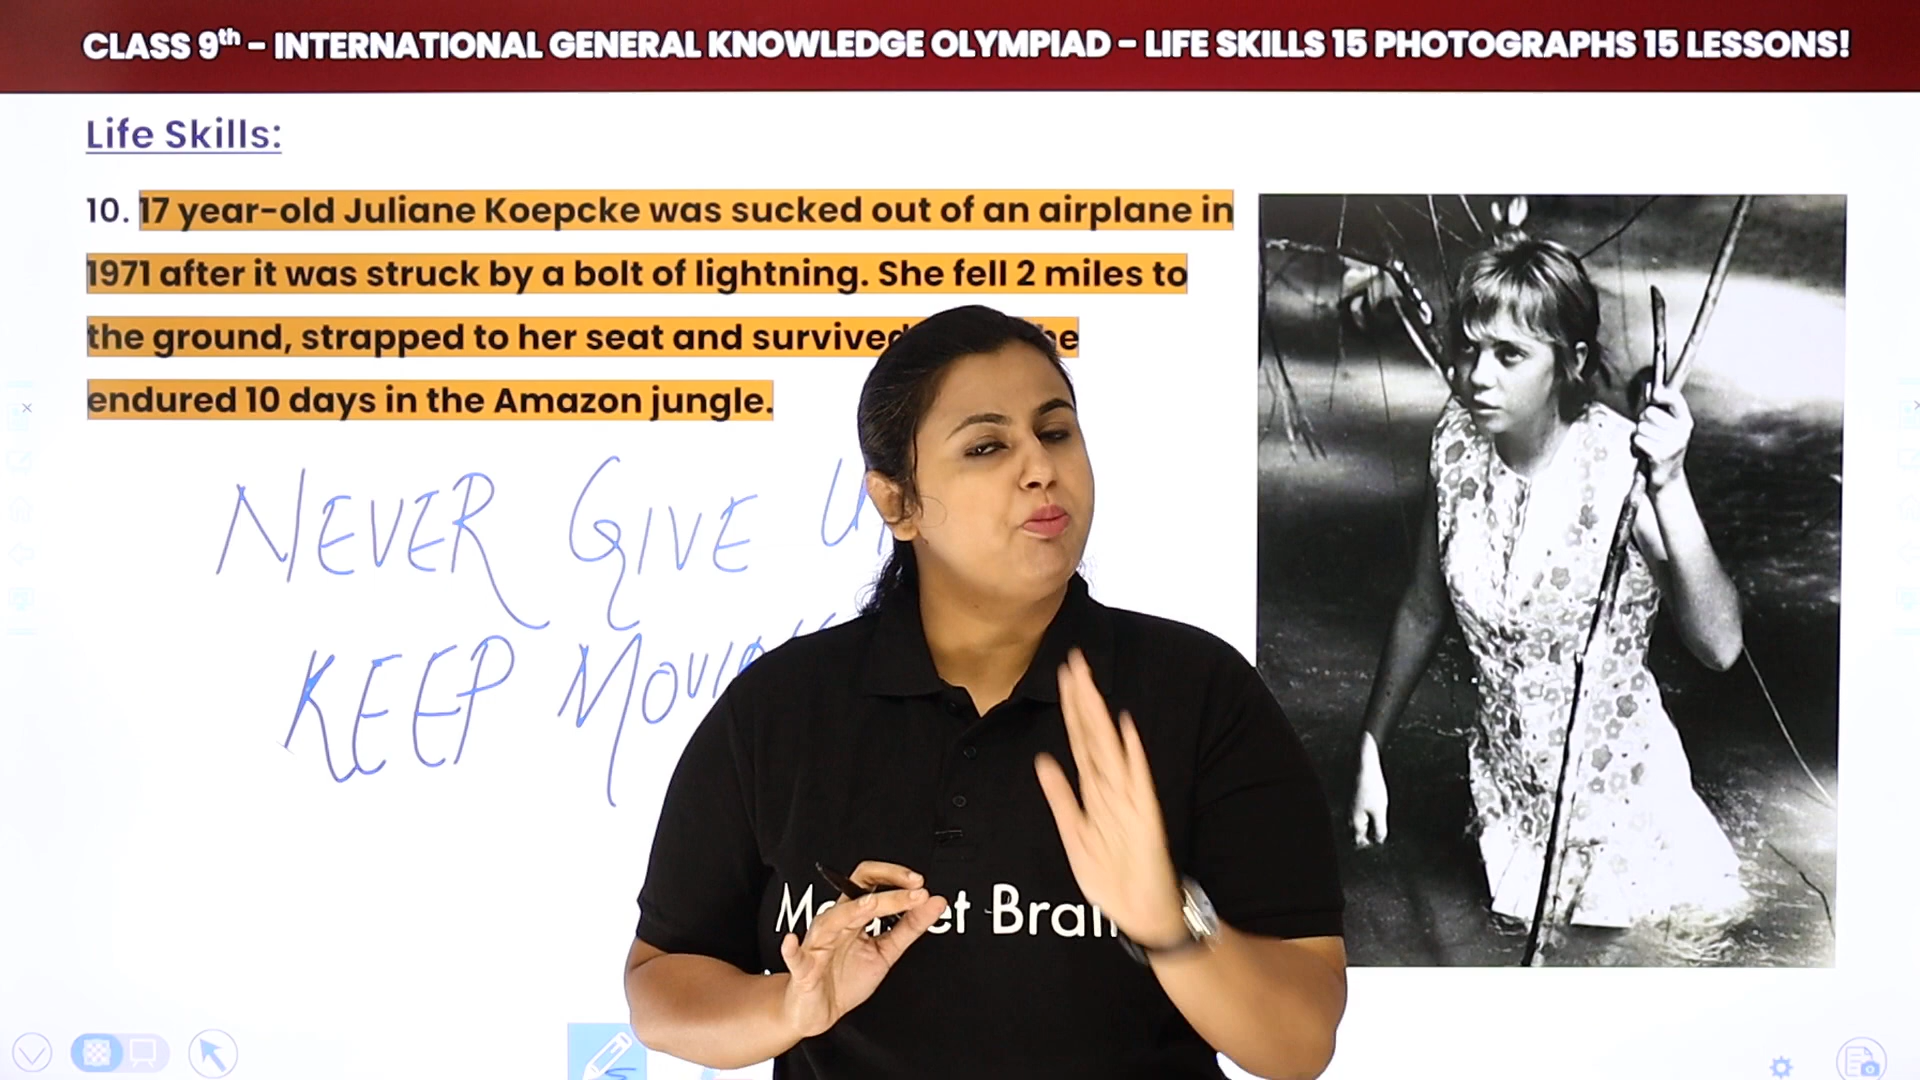 CLASS 9th - INTERNATIONAL GENERAL KNOWLEDGE OLYMPIAD - LIFE SKILLS 15 PHOTOGRAPHS 15 LESSONS!
Life Skills:
10. 17 year-old Juliane Koepcke was sucked out of an airplane in
1971 after it was struck by a bolt of lightning. She fell 2 miles to
the ground, strapped to her seat and survived
endured 10 days in the Amazon jungle.
NEVER GIVE
KEEP
Brain